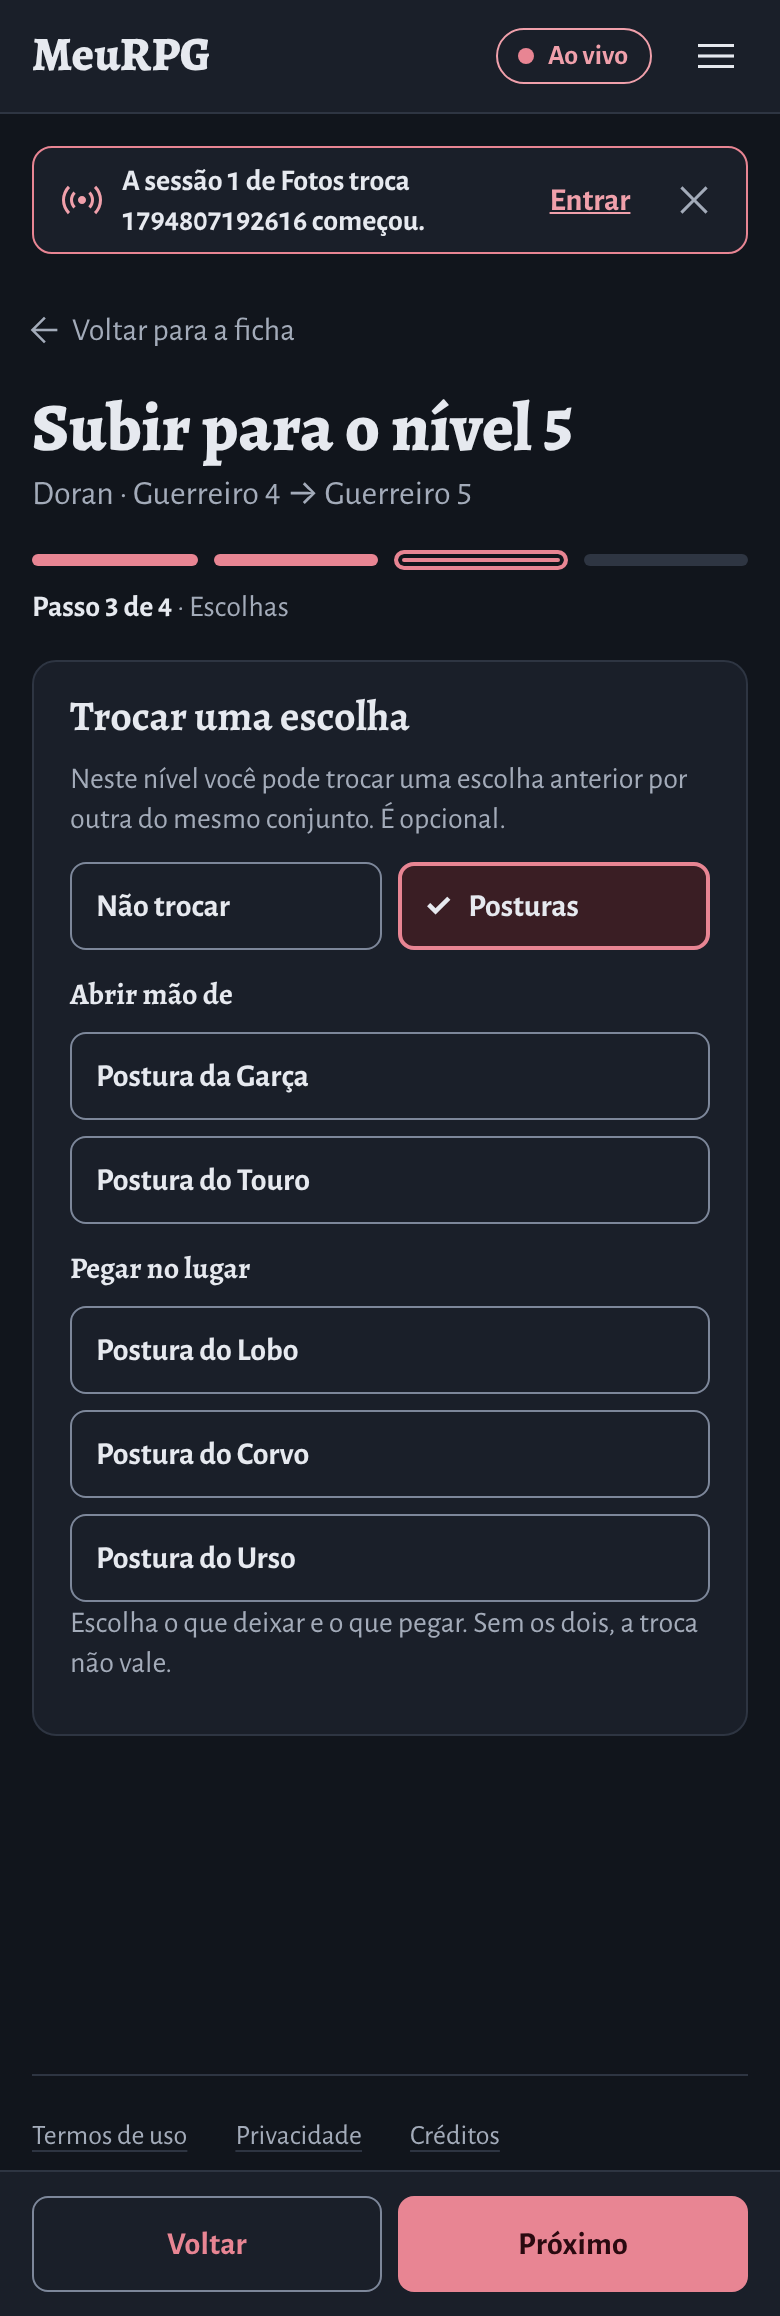 MeuRPG
Ao vivo
A sessão 1 de Fotos troca
1794807192616 começou.
Entrar
Voltar para a ficha
Subir para o nível 5
Doran · Guerreiro 4 → Guerreiro 5
Passo 3 de 4 · Escolhas
Trocar uma escolha
Neste nível você pode trocar uma escolha anterior por
outra do mesmo conjunto. É opcional.
Não trocar
Posturas
Abrir mão de
Postura da Garça
Postura do Touro
Pegar no lugar
Postura do Lobo
Postura do Corvo
Postura do Urso
Escolha o que deixar e o que pegar. Sem os dois, a troca
não vale.
Termos de uso
Privacidade
Créditos
Voltar
Próximo